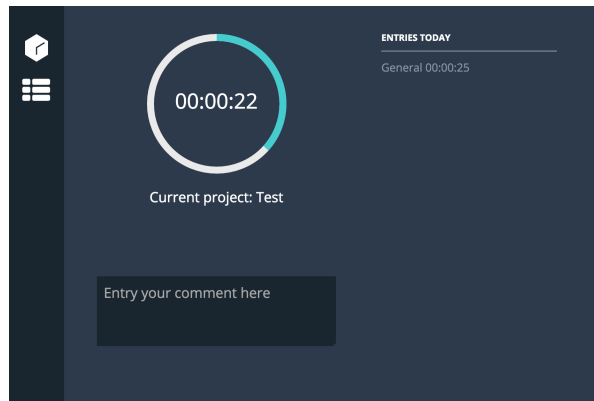 00:00:22
Current project: Test
Entry your comment here
ENTRIES TODAY
General 00:00:25